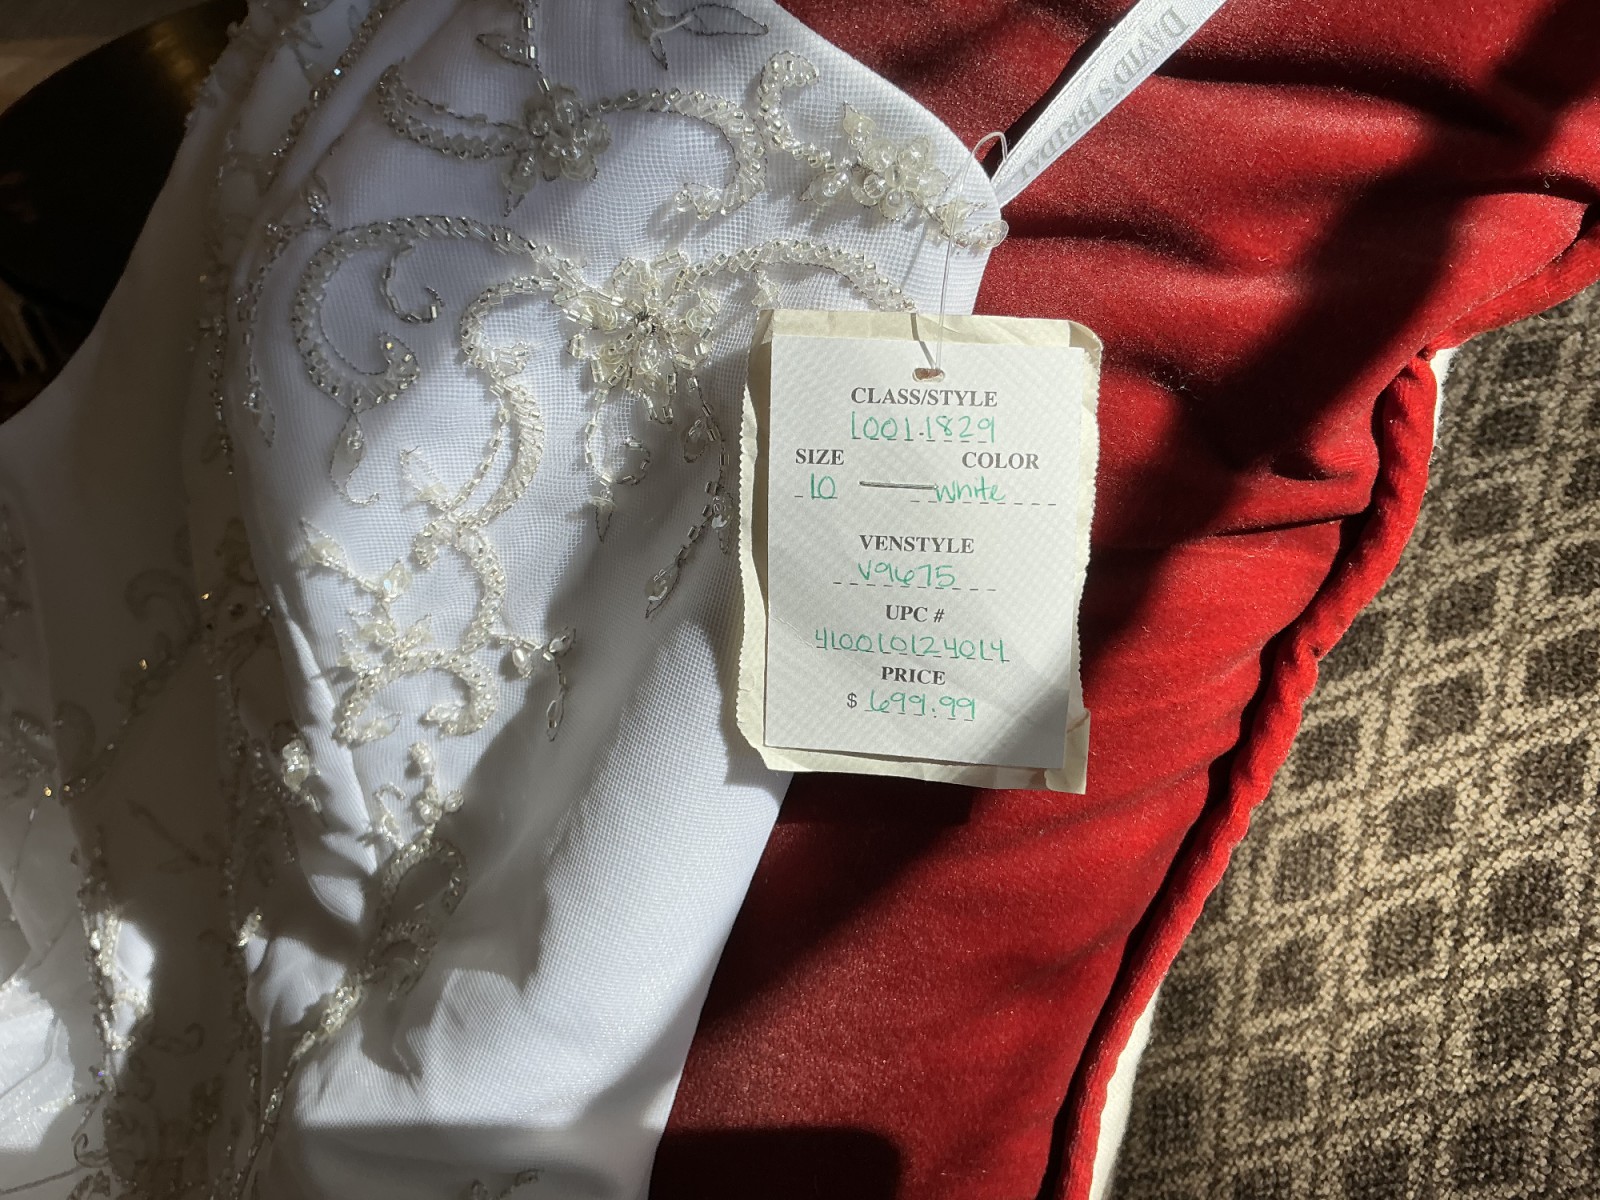 DAVID'S BRIDAL
CLASS/STYLE
1001.1829
SIZE COLOR
10 White
VENSTYLE
V9675
UPC #
410010124014
PRICE
$ 699.99